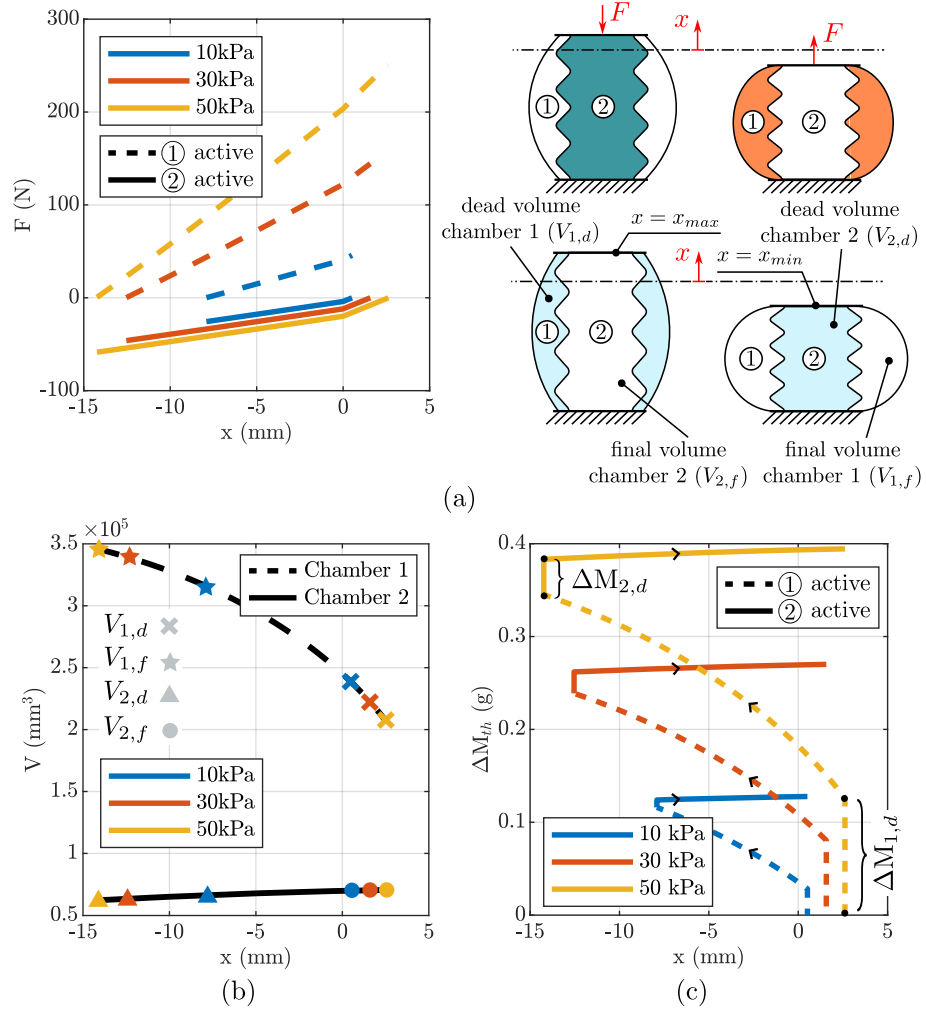 300
200
100
0
-100
-15
-10
-5
0
5
F (N)
x (mm)
10kPa
30kPa
50kPa
① active
② active
F
x
F
①
②
①
②
dead volume
chamber 1 (V₁,d)
x = xmax
dead volume
chamber 2 (V₂,d)
x
x = xmin
①
②
①
②
final volume
chamber 2 (V₂,f)
final volume
chamber 1 (V₁,f)
(a)
×10⁵
3.5
3
2.5
2
1.5
1
0.5
-15
-10
-5
0
5
V (mm³)
x (mm)
Chamber 1
Chamber 2
V₁,d
V₁,f
V₂,d
V₂,f
10kPa
30kPa
50kPa
(b)
0.4
0.3
0.2
0.1
0
-15
-10
-5
0
5
ΔMth (g)
x (mm)
ΔM₂,d
① active
② active
10 kPa
30 kPa
50 kPa
ΔM₁,d
(c)